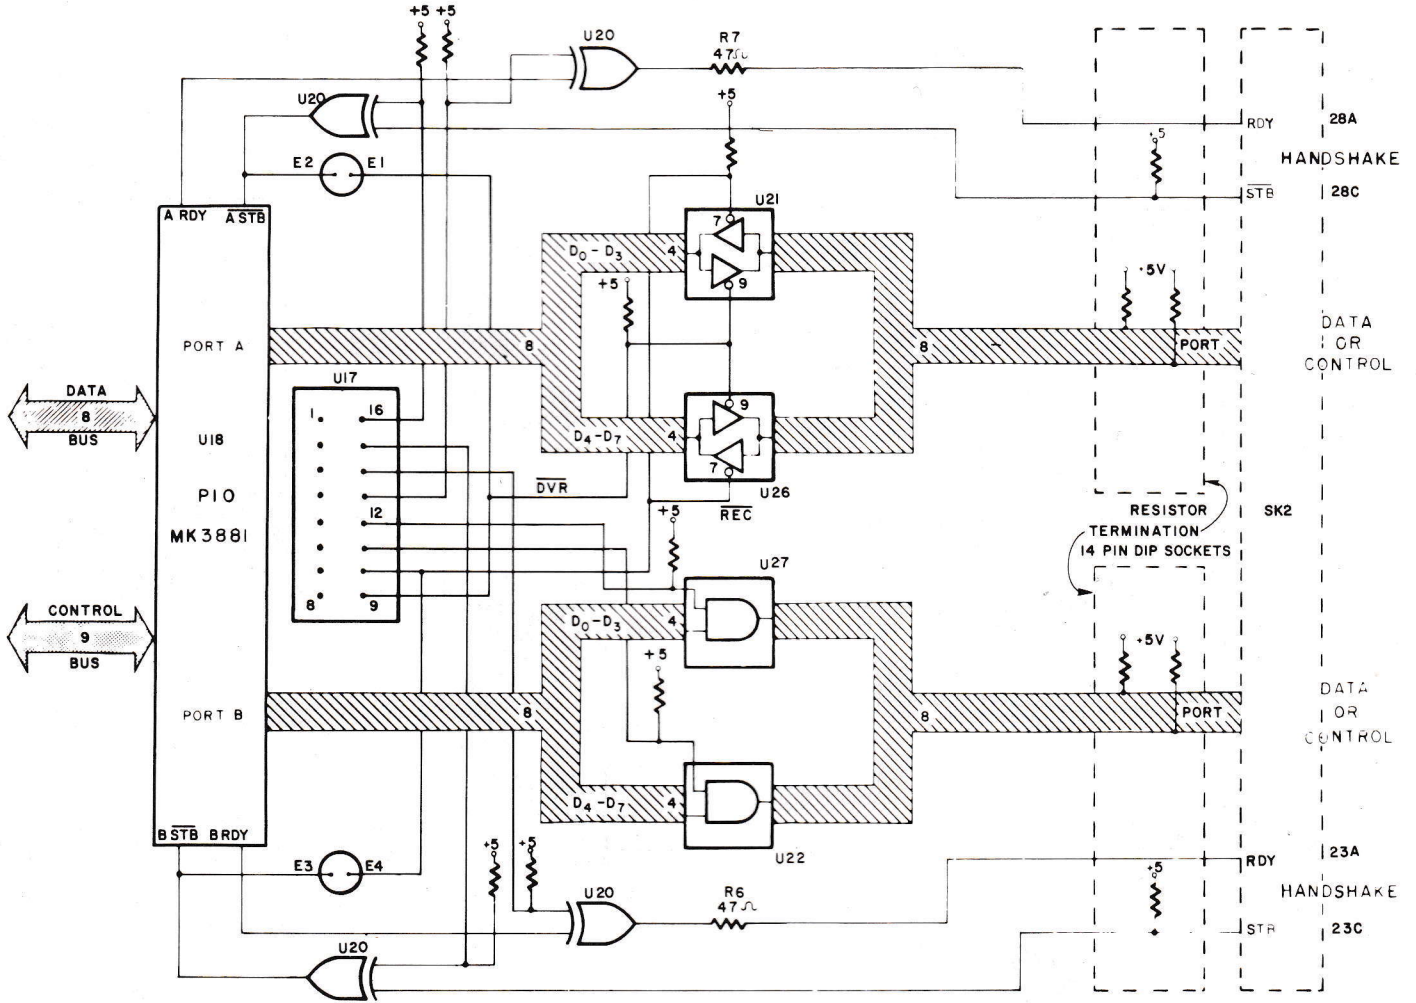 +5 +5
U20
R7
47Ω
+5
U20
E2 E1
RDY
28A
+5
HANDSHAKE
STB
28C
A RDY A STB
7
U21
D0-D3
4
9
+5
+5V
DATA
OR
CONTROL
PORT A
8
8
PORT
DATA
8
BUS
U17
1
16
12
8
9
U18
PIO
MK3881
D4-D7
4
9
7
U26
DVR
REC
RESISTOR
TERMINATION
14 PIN DIP SOCKETS
SK2
+5
U27
CONTROL
9
BUS
D0-D3
4
+5
+5V
DATA
OR
CONTROL
PORT B
8
8
PORT
D4-D7
4
U22
B STB B RDY
E3 E4
+5 +5
U20
R6
47Ω
RDY
23A
+5
HANDSHAKE
STB
23C
U20